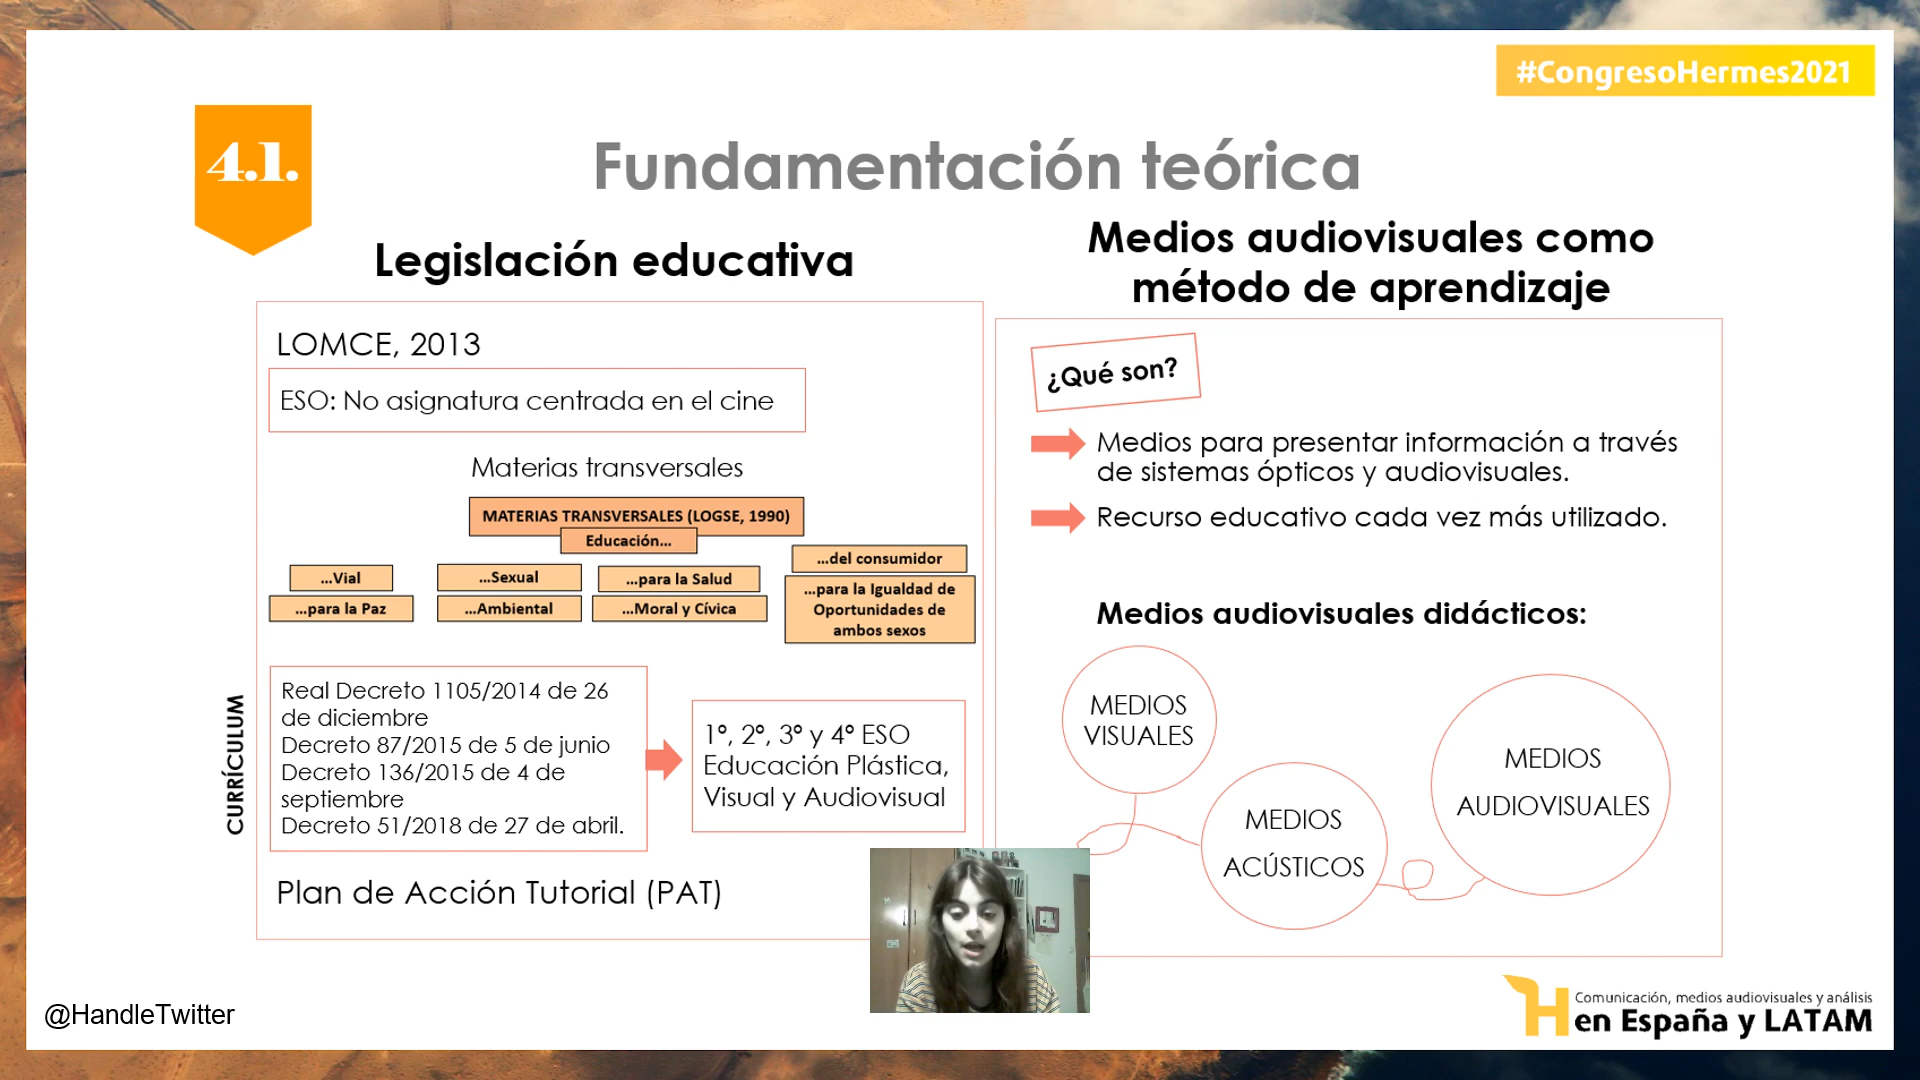 #CongresoHermes2021
4.1.
Fundamentación teórica
Legislación educativa
LOMCE, 2013
ESO: No asignatura centrada en el cine
Materias transversales
MATERIAS TRANSVERSALES (LOGSE, 1990)
Educación...
...Vial
...Sexual
...para la Salud
...del consumidor
...para la Paz
...Ambiental
...Moral y Cívica
...para la Igualdad de
Oportunidades de
ambos sexos
CURRÍCULUM
Real Decreto 1105/2014 de 26
de diciembre
Decreto 87/2015 de 5 de junio
Decreto 136/2015 de 4 de
septiembre
Decreto 51/2018 de 27 de abril.
1º, 2º, 3º y 4º ESO
Educación Plástica,
Visual y Audiovisual
Plan de Acción Tutorial (PAT)
Medios audiovisuales como
método de aprendizaje
¿Qué son?
Medios para presentar información a través
de sistemas ópticos y audiovisuales.
Recurso educativo cada vez más utilizado.
Medios audiovisuales didácticos:
MEDIOS
VISUALES
MEDIOS
ACÚSTICOS
MEDIOS
AUDIOVISUALES
@HandleTwitter
H
Comunicación, medios audiovisuales y análisis
en España y LATAM